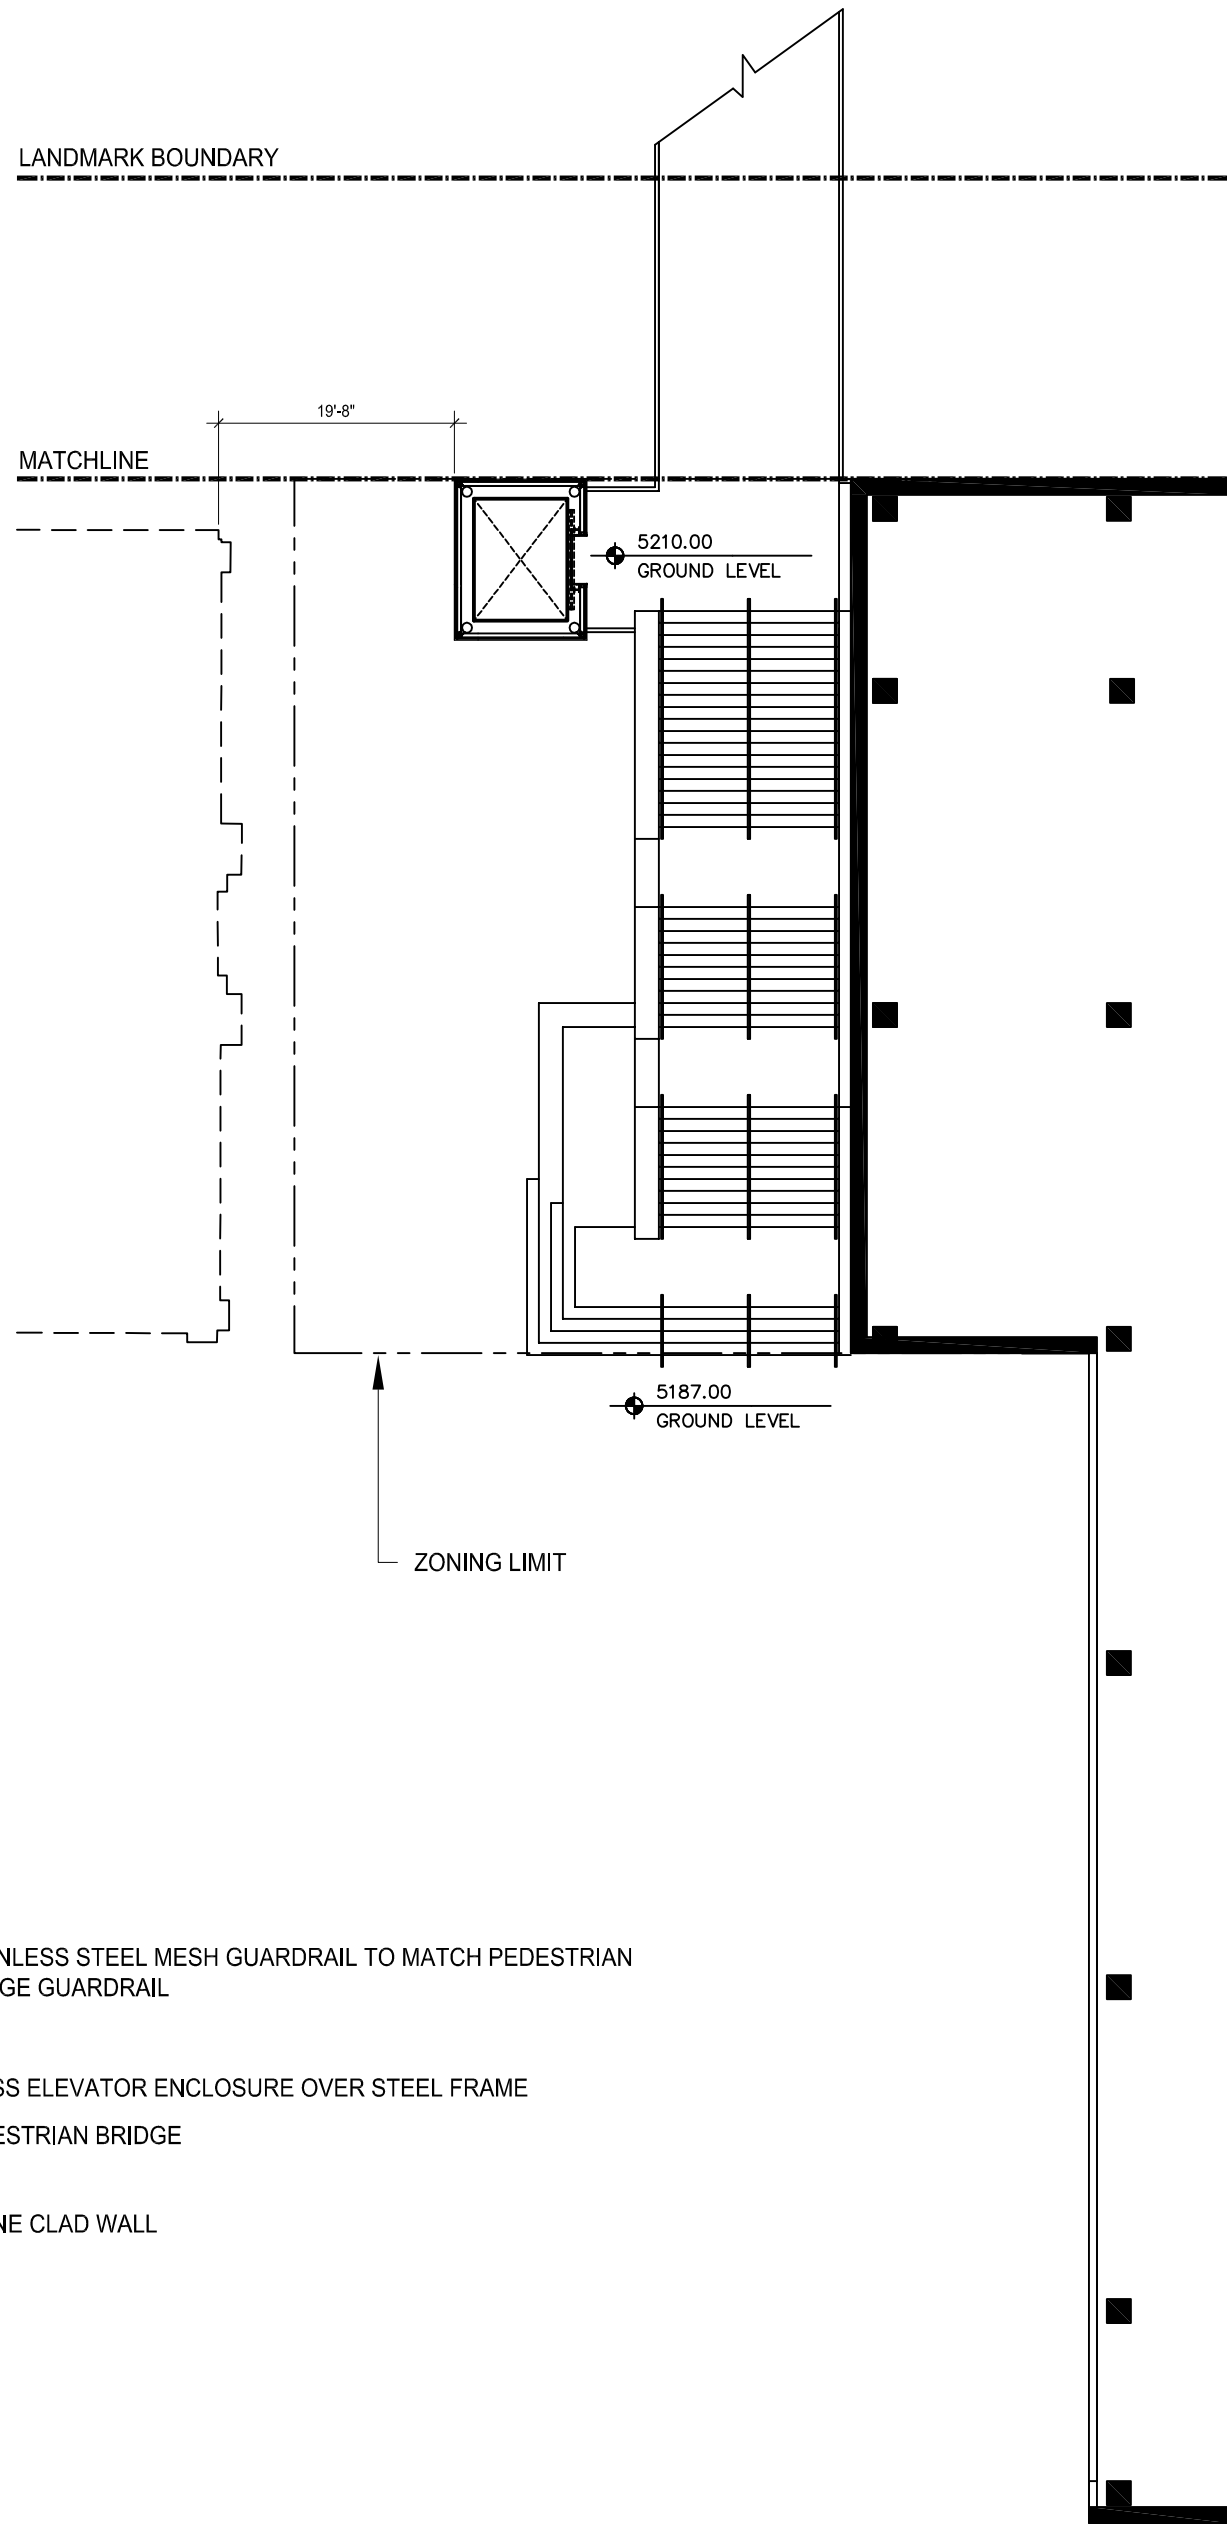 LANDMARK BOUNDARY
19'-8"
MATCHLINE
5210.00
GROUND LEVEL
5187.00
GROUND LEVEL
ZONING LIMIT
NLESS STEEL MESH GUARDRAIL TO MATCH PEDESTRIAN
GE GUARDRAIL
SS ELEVATOR ENCLOSURE OVER STEEL FRAME
ESTRIAN BRIDGE
NE CLAD WALL